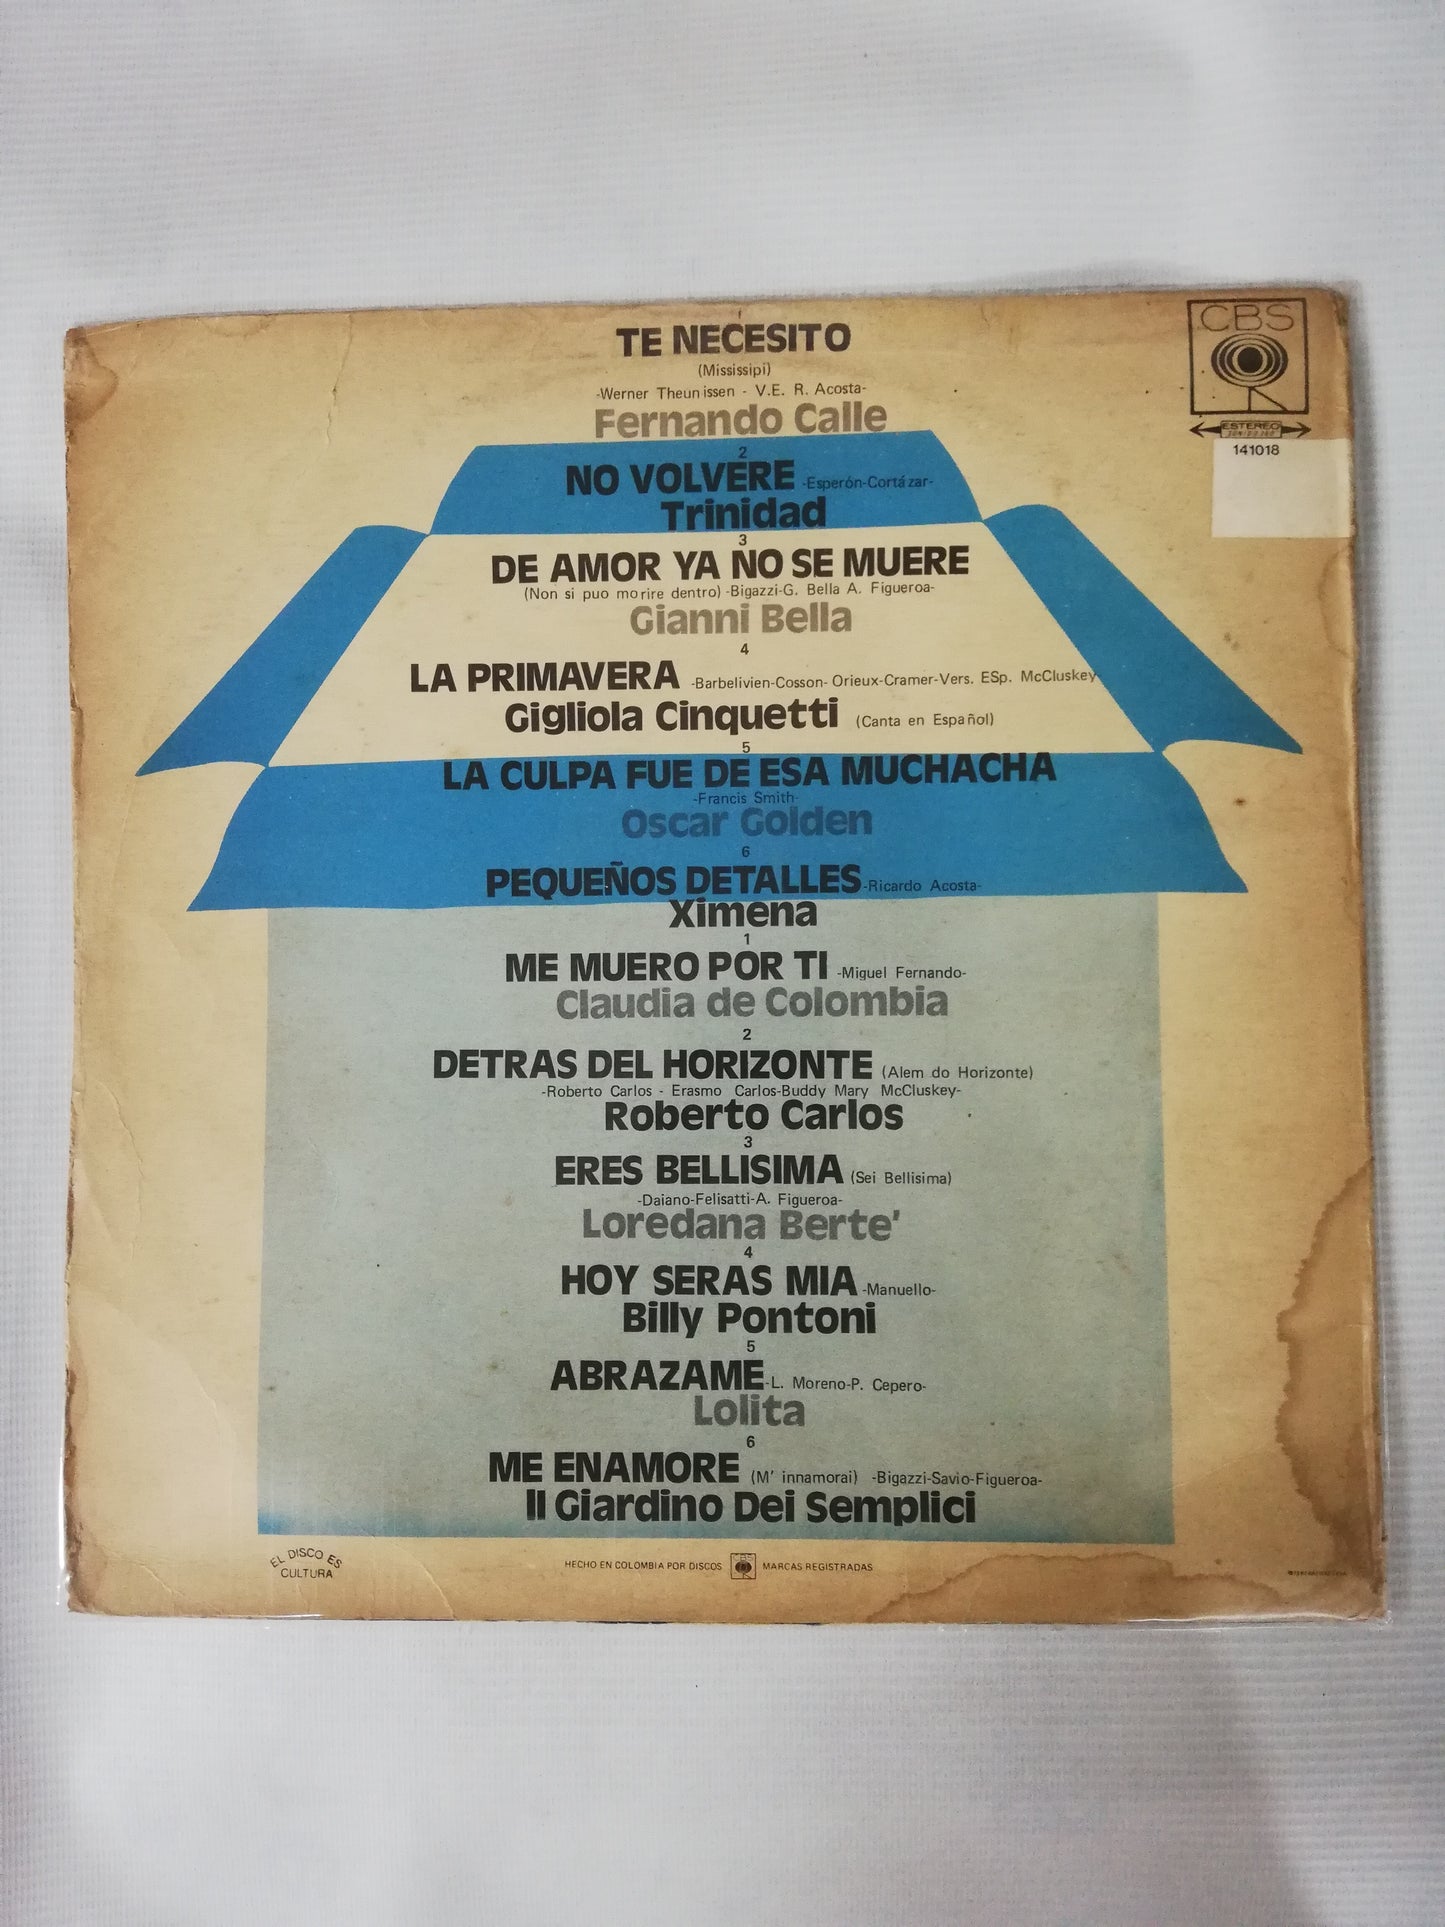 TE NECESITO
(Mississipi)
-Werner Theunissen - V.E. R. Acosta-
Fernando Calle
CBS
ESTEREO
141018
2
NO VOLVERE -Esperón-Cortázar-
Trinidad
3
DE AMOR YA NO SE MUERE
(Non si puo morire dentro) -Bigazzi-G. Bella A. Figueroa-
Gianni Bella
4
LA PRIMAVERA -Barbelivien-Cosson- Orieux-Cramer-Vers. ESp. McCluskey
Gigliola Cinquetti (Canta en Español)
5
LA CULPA FUE DE ESA MUCHACHA
-Francis Smith-
Oscar Golden
6
PEQUEÑOS DETALLES -Ricardo Acosta-
Ximena
1
ME MUERO POR TI -Miguel Fernando-
Claudia de Colombia
2
DETRAS DEL HORIZONTE (Alem do Horizonte)
-Roberto Carlos - Erasmo Carlos-Buddy Mary McCluskey-
Roberto Carlos
3
ERES BELLISIMA (Sei Bellisima)
-Daiano-Felisatti-A. Figueroa-
Loredana Berte'
4
HOY SERAS MIA -Manuello-
Billy Pontoni
5
ABRAZAME -L. Moreno-P. Cepero-
Lolita
6
ME ENAMORE (M' innamorai) -Bigazzi-Savio-Figueroa-
Il Giardino Dei Semplici
EL DISCO ES
CULTURA
HECHO EN COLOMBIA POR DISCOS CBS MARCAS REGISTRADAS